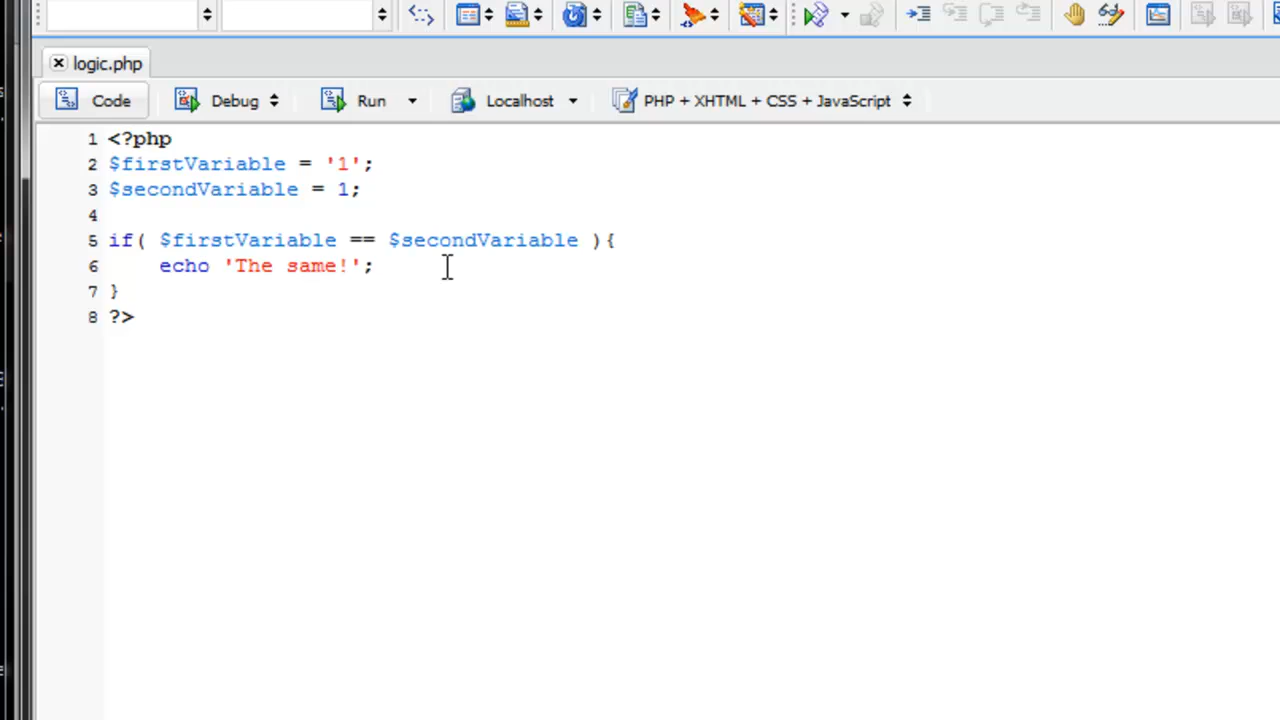 logic.php
Code Debug Run Localhost PHP + XHTML + CSS + JavaScript
1 <?php
2 $firstVariable = '1';
3 $secondVariable = 1;
4
5 if( $firstVariable == $secondVariable ){
6     echo 'The same!';
7 }
8 ?>